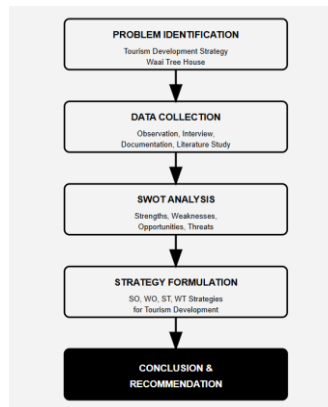 PROBLEM IDENTIFICATION
Tourism Development Strategy
Waai Tree House
DATA COLLECTION
Observation, Interview,
Documentation, Literature Study
SWOT ANALYSIS
Strengths, Weaknesses,
Opportunities, Threats
STRATEGY FORMULATION
SO, WO, ST, WT Strategies
for Tourism Development
CONCLUSION &
RECOMMENDATION